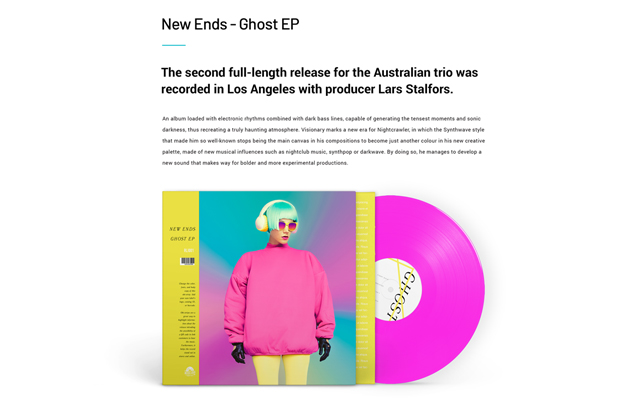 New Ends - Ghost EP
The second full-length release for the Australian trio was
recorded in Los Angeles with producer Lars Stalfors.
An album loaded with electronic rhythms combined with dark bass lines, capable of generating the tensest moments and sonic
darkness, thus recreating a truly haunting atmosphere. Visionary marks a new-era for Nightcrawler, in which the Synthwave style
that made him so well-known stops being the main canvas in his compositions to become just another colour in his new creative
palette, made of new musical influences such as nightclub music, synthpop or darkwave. By doing so, he manages to develop a
new sound that makes way for bolder and more experimental productions.
NEW ENDS
GHOST EP
GHOST